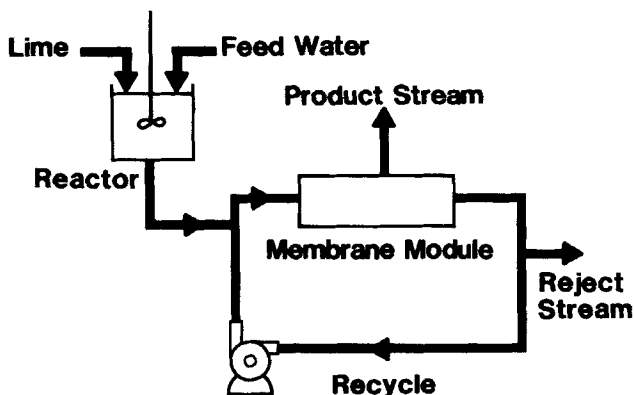 Lime
Feed Water
Product Stream
Reactor
Membrane Module
Reject
Stream
Recycle